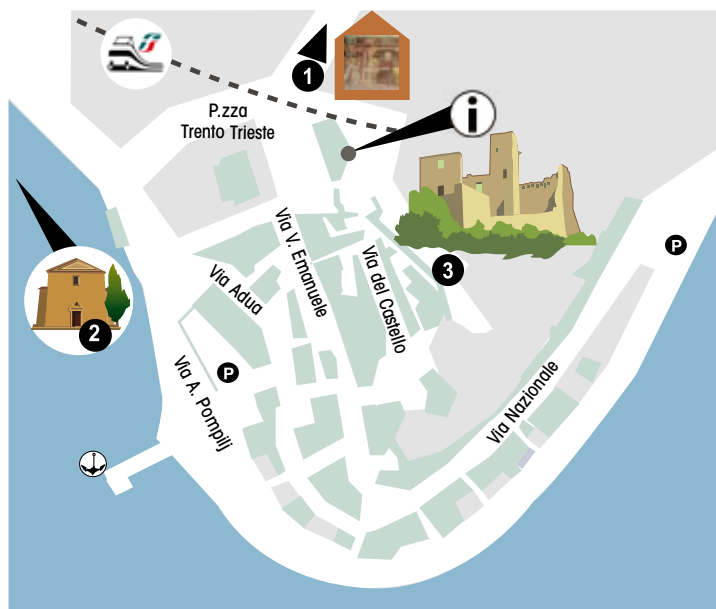 1
i
P.zza
Trento Trieste
Via V. Emanuele
Via del Castello
3
P
Via Adua
2
P
Via A. Pompilj
Via Nazionale